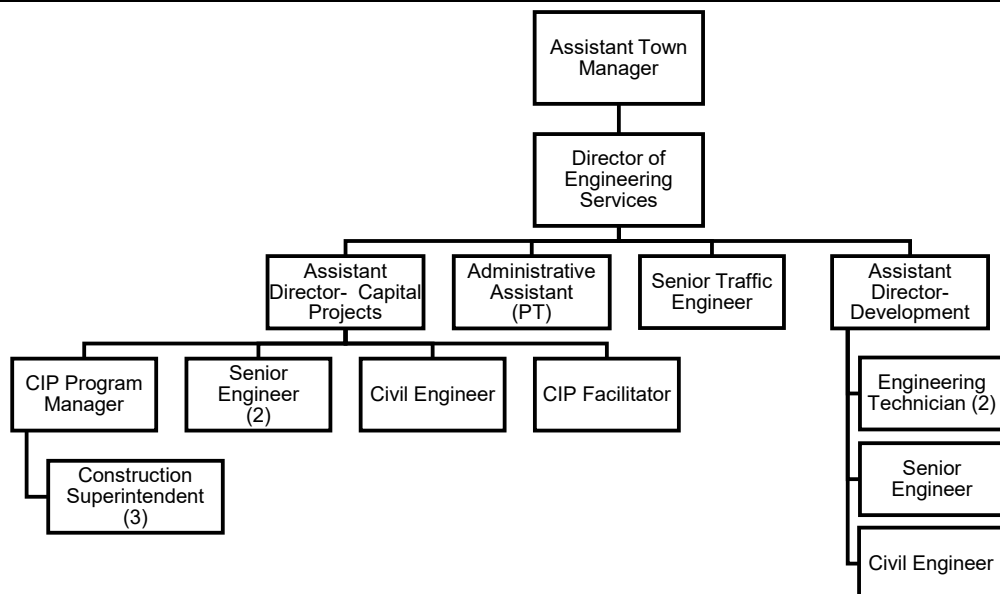 Assistant Town
Manager
Director of
Engineering
Services
Assistant
Director- Capital
Projects
Administrative
Assistant
(PT)
Senior Traffic
Engineer
Assistant
Director-
Development
CIP Program
Manager
Senior
Engineer
(2)
Civil Engineer
CIP Facilitator
Construction
Superintendent
(3)
Engineering
Technician (2)
Senior
Engineer
Civil Engineer